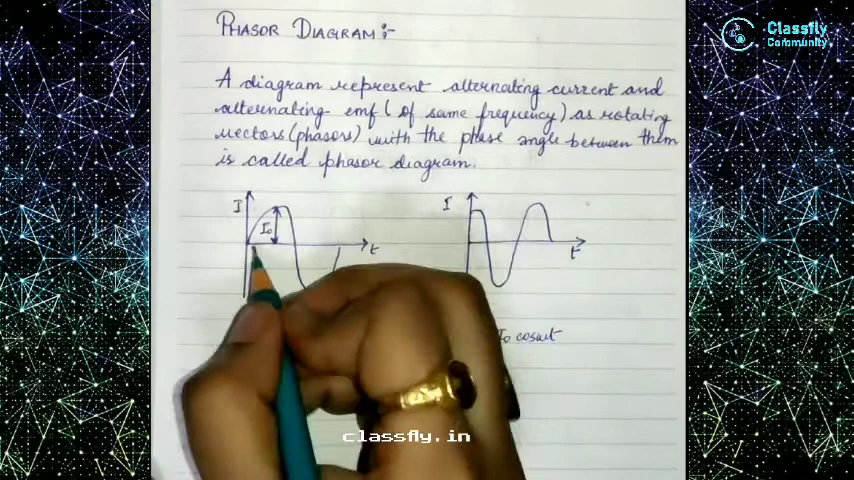 PHASOR DIAGRAM:-
Classfly
Community
A diagram represent alternating current and
alternating emf (of same frequency) as rotating
vectors (phasors) with the phase angle between them
is called phasor diagram.
I
I₀
t
I
t
I₀ cosωt
classfly.in